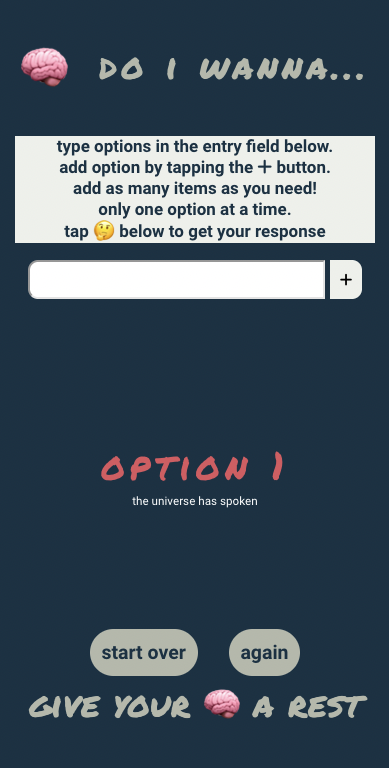 🧠 DO I WANNA...
type options in the entry field below.
add option by tapping the + button.
add as many items as you need!
only one option at a time.
tap 🤔 below to get your response
+
OPTION 1
the universe has spoken
start over again
GIVE YOUR 🧠 A REST